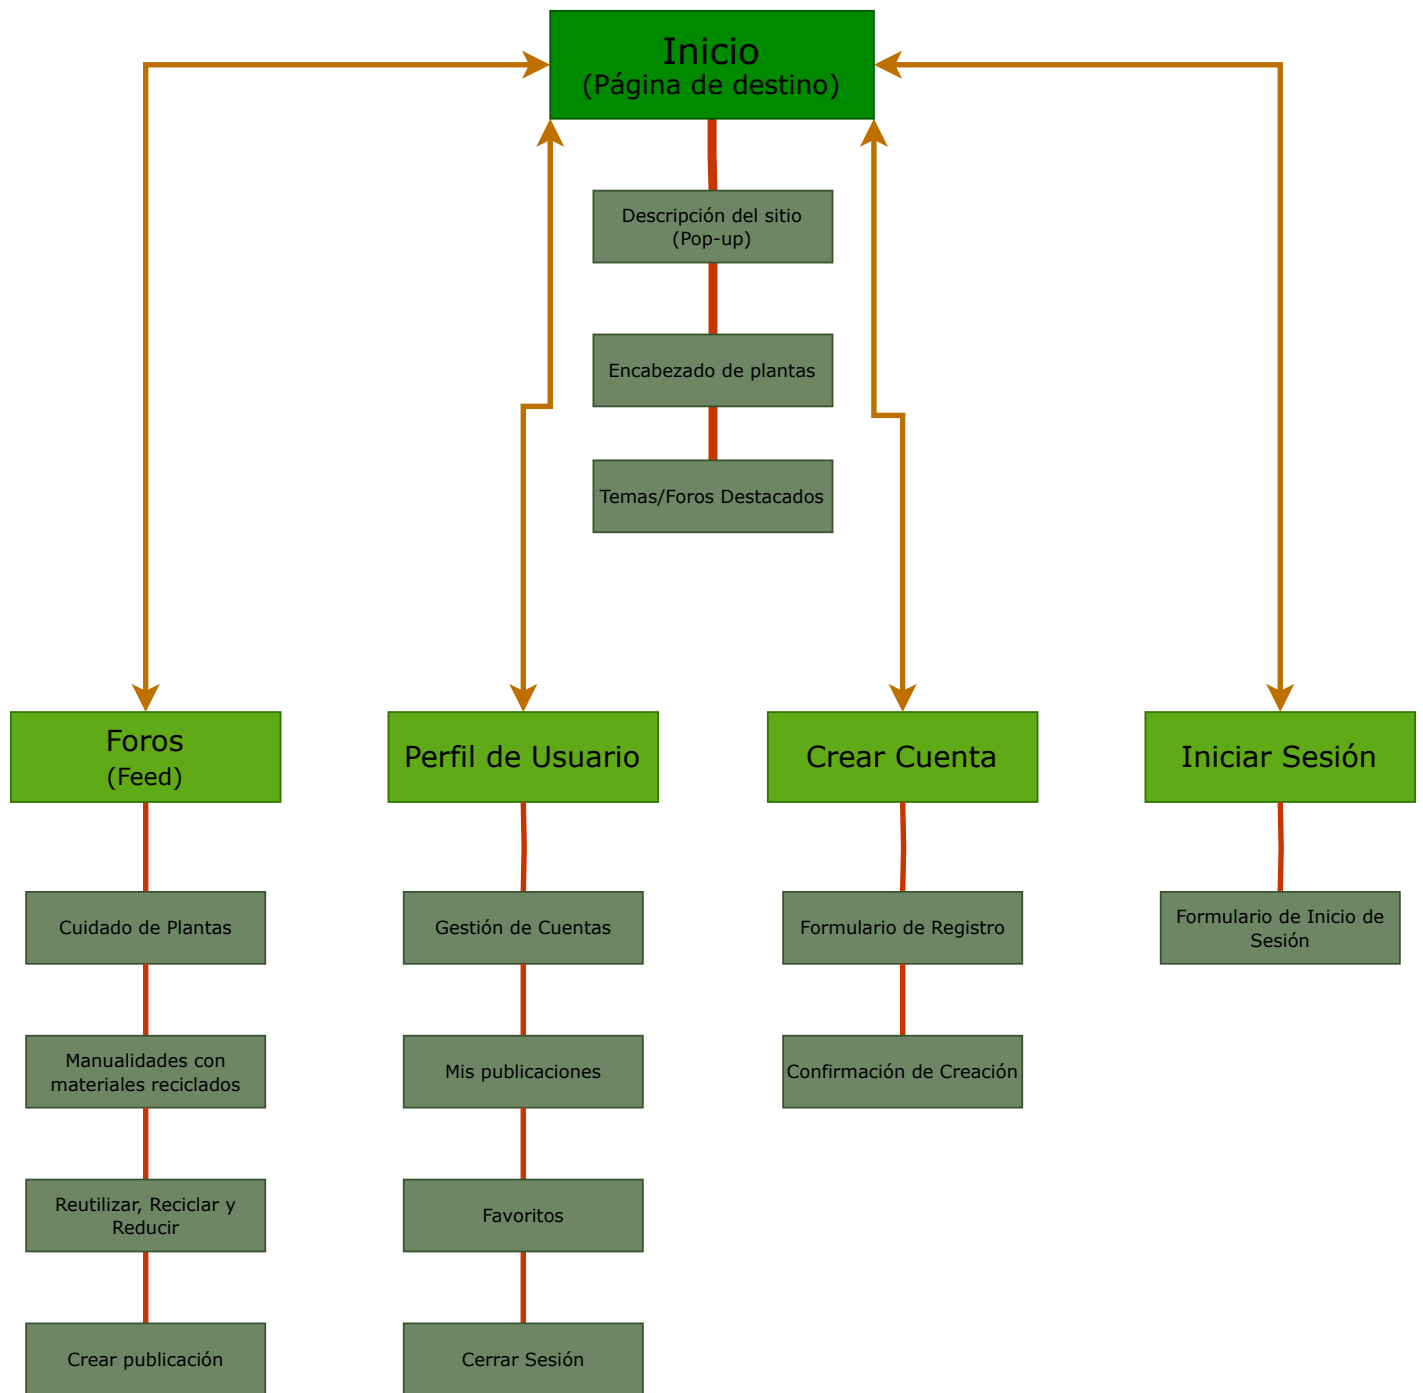 Inicio
(Página de destino)
Descripción del sitio
(Pop-up)
Encabezado de plantas
Temas/Foros Destacados
Foros
(Feed)
Perfil de Usuario
Crear Cuenta
Iniciar Sesión
Cuidado de Plantas
Gestión de Cuentas
Formulario de Registro
Formulario de Inicio de
Sesión
Manualidades con
materiales reciclados
Mis publicaciones
Confirmación de Creación
Reutilizar, Reciclar y
Reducir
Favoritos
Crear publicación
Cerrar Sesión